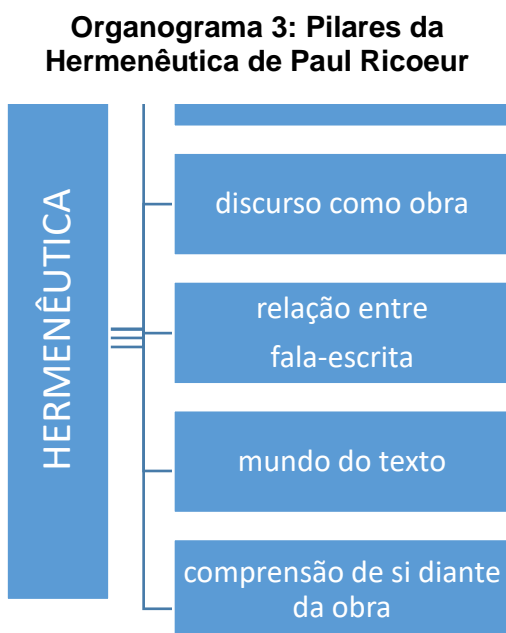 Organograma 3: Pilares da
Hermenêutica de Paul Ricoeur
HERMENÊUTICA
discurso como obra
relação entre
fala-escrita
mundo do texto
comprensão de si diante
da obra